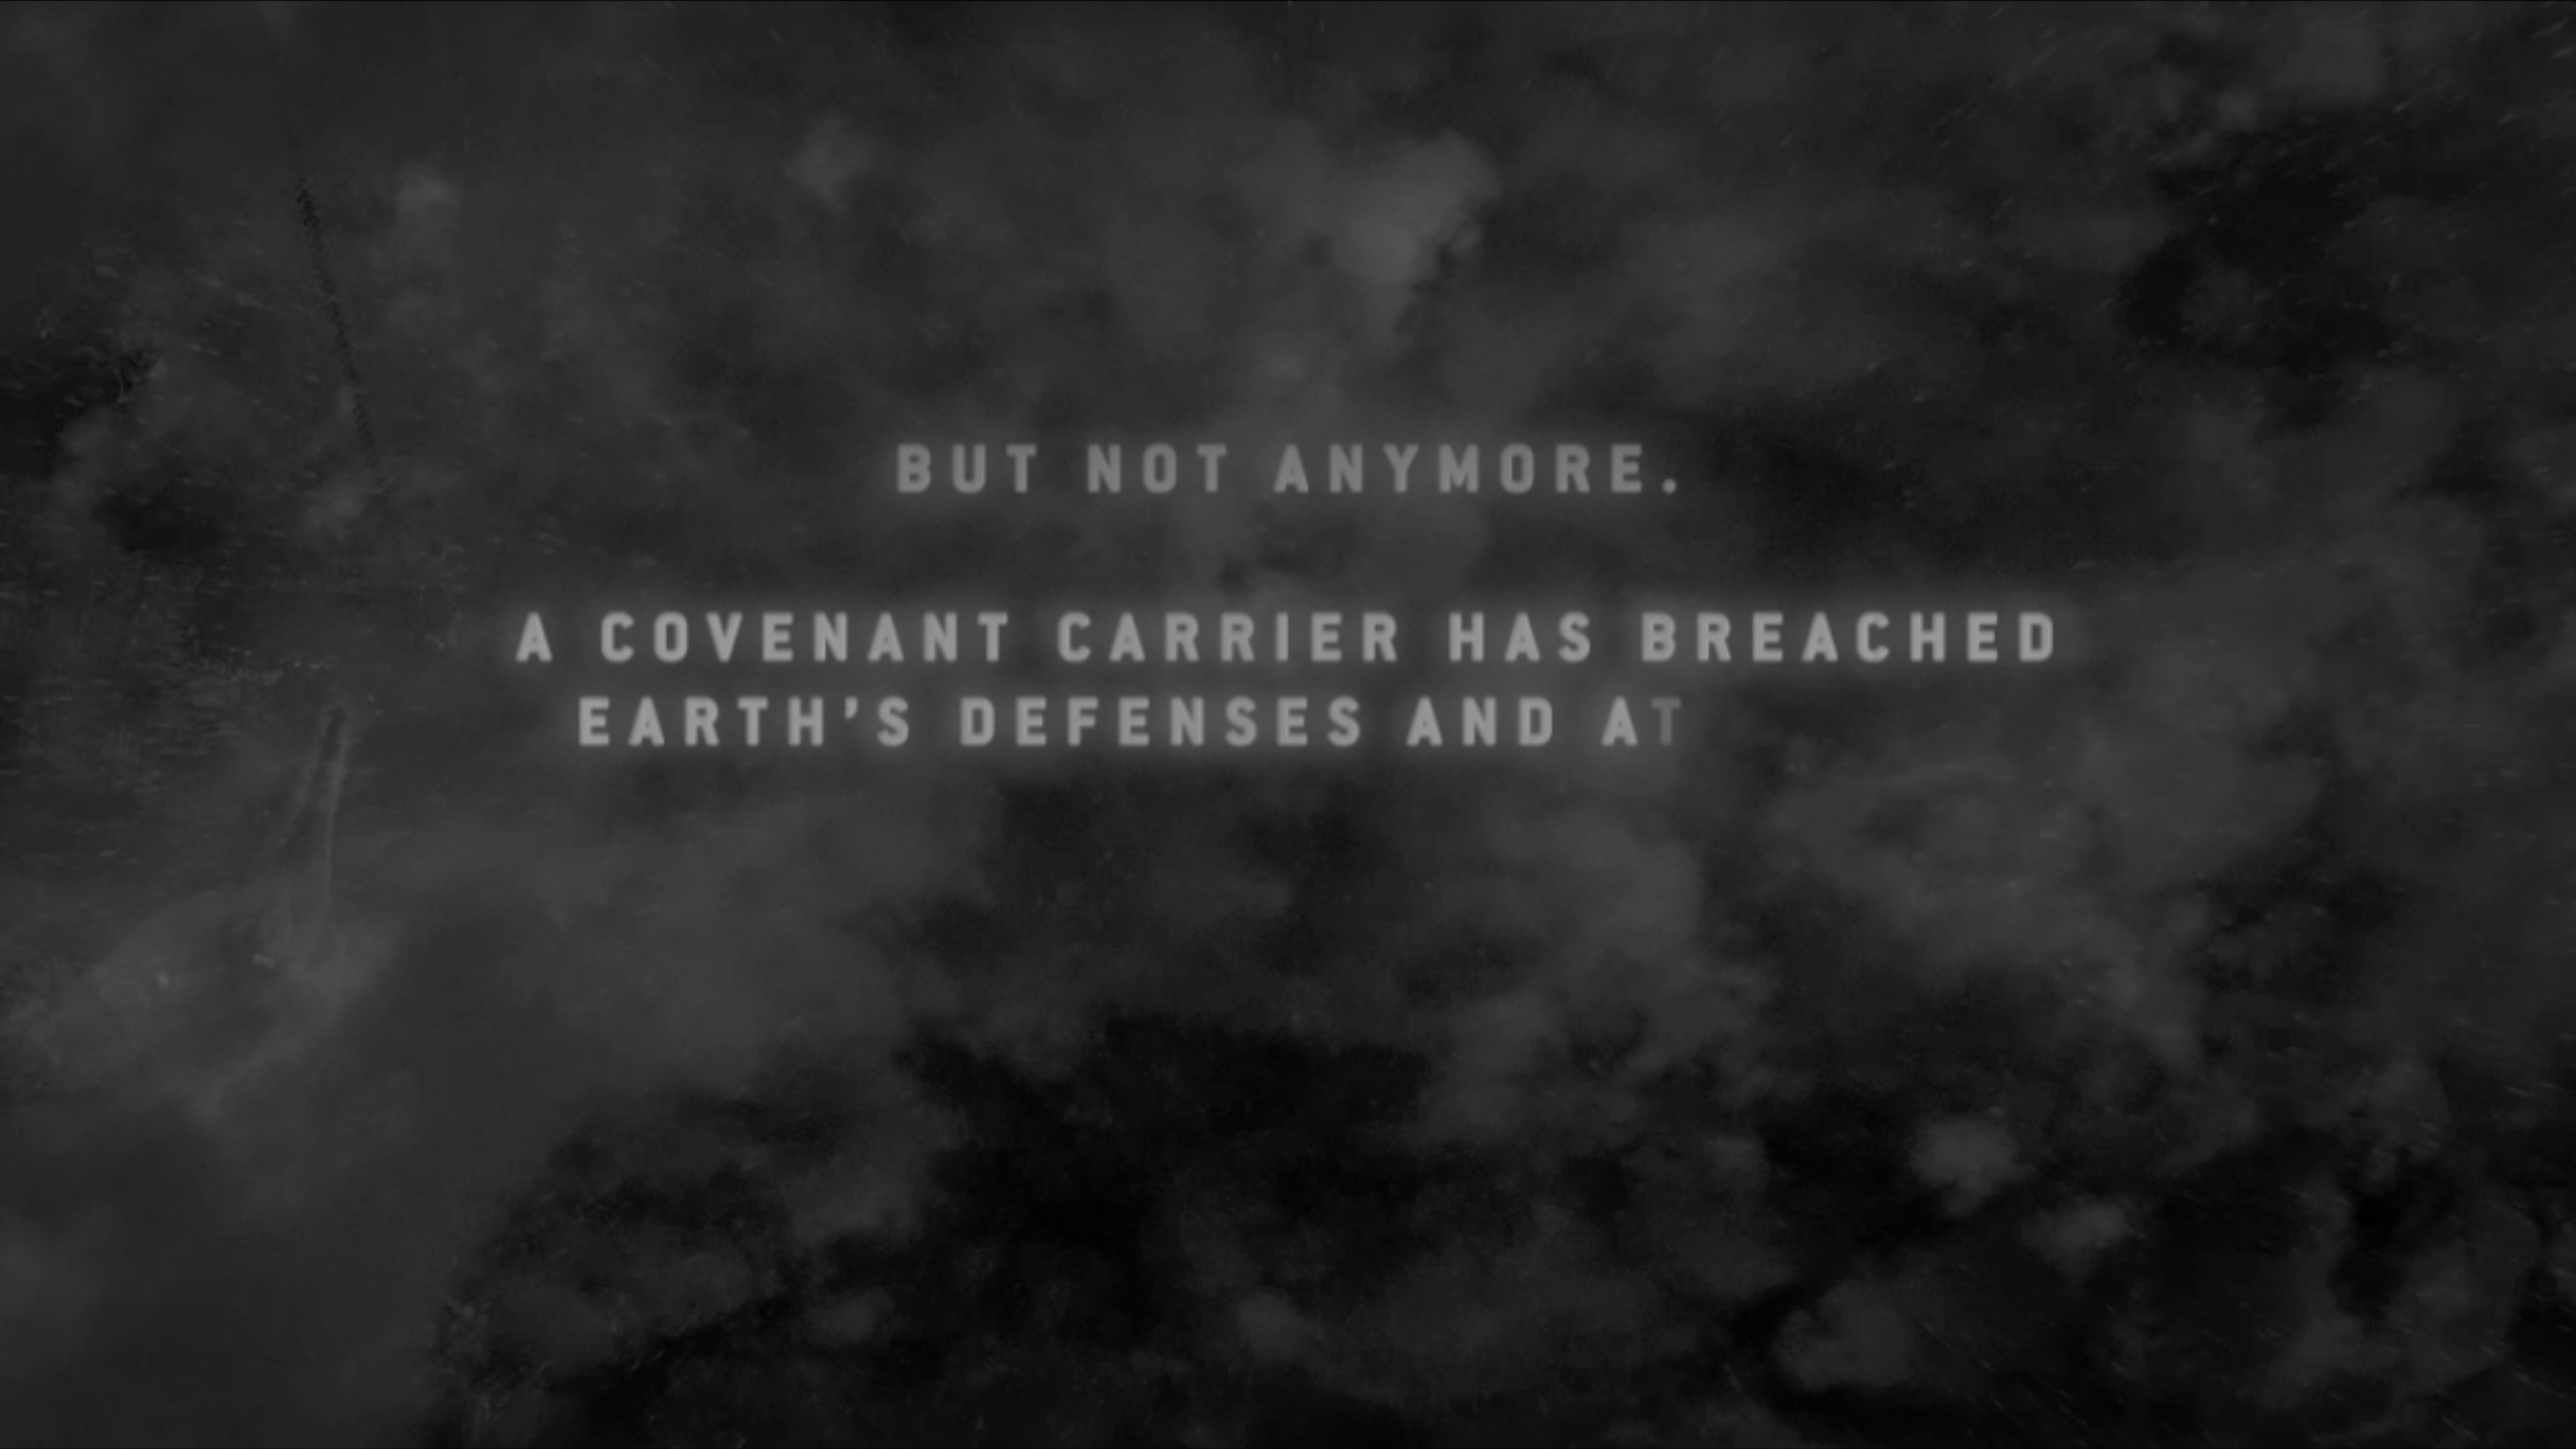 BUT NOT ANYMORE.
A COVENANT CARRIER HAS BREACHED
EARTH’S DEFENSES AND AT